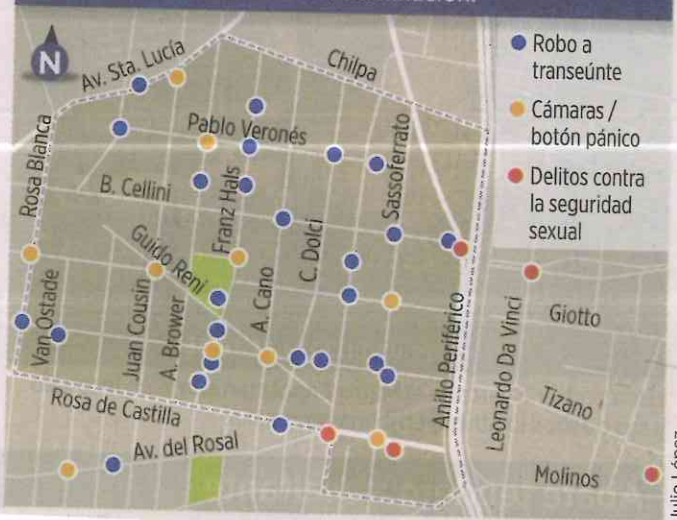 N
Av. Sta. Lucía
Chilpa
Robo a
transeúnte
Cámaras /
botón pánico
Delitos contra
la seguridad
sexual
Rosa Blanca
Pablo Veronés
B. Cellini
Franz Hals
Sassoferrato
Guido Reni
C. Dolci
A. Cano
Van Ostade
Juan Cousin
A. Brower
Anillo Periférico
Leonardo Da Vinci
Giotto
Tizano
Rosa de Castilla
Av. del Rosal
Molinos
Julio López